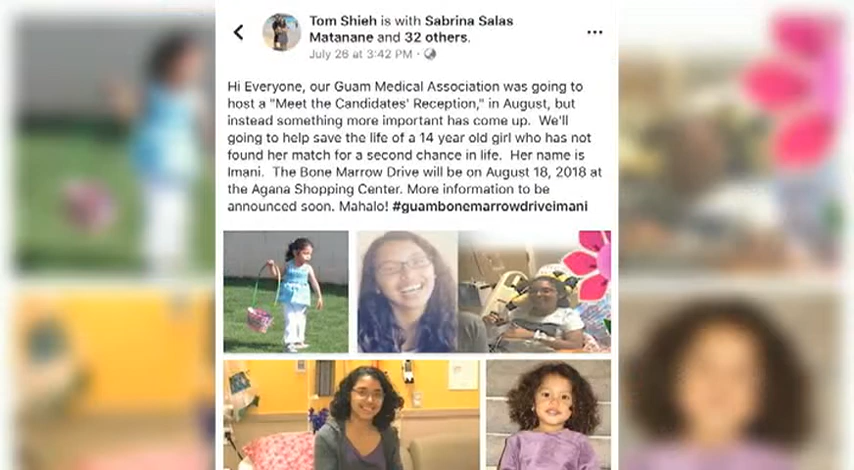 Tom Shieh is with Sabrina Salas
Matanane and 32 others.
July 26 at 3:42 PM ·
Hi Everyone, our Guam Medical Association was going to
host a "Meet the Candidates' Reception," in August, but
instead something more important has come up. We'll
going to help save the life of a 14 year old girl who has not
found her match for a second chance in life. Her name is
Imani. The Bone Marrow Drive will be on August 18, 2018 at
the Agana Shopping Center. More information to be
announced soon. Mahalo! #guambonemarrowdriveimani